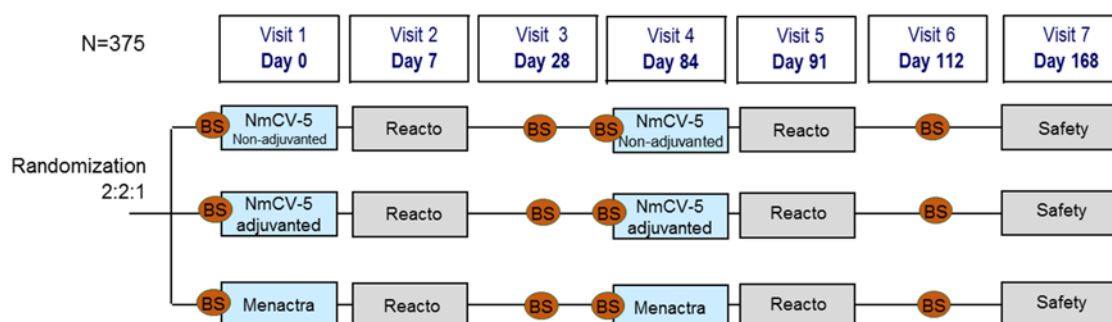 N=375
Visit 1
Day 0
Visit 2
Day 7
Visit 3
Day 28
Visit 4
Day 84
Visit 5
Day 91
Visit 6
Day 112
Visit 7
Day 168
Randomization
2:2:1
BS
NmCV-5
Non-adjuvanted
Reacto
BS
BS
NmCV-5
Non-adjuvanted
Reacto
BS
Safety
BS
NmCV-5
adjuvanted
Reacto
BS
BS
NmCV-5
adjuvanted
Reacto
BS
Safety
BS
Menactra
Reacto
BS
BS
Menactra
Reacto
BS
Safety